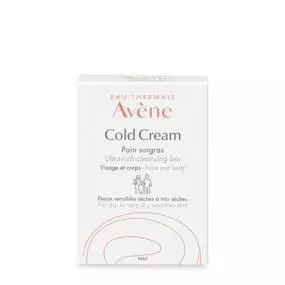 EAU THERMALE
Avène
Cold Cream
Pain surgras
Ultra-rich cleansing bar
Visage et corps - Face and body
Peaux sensibles sèches à très sèches
For dry to very dry sensitive skin